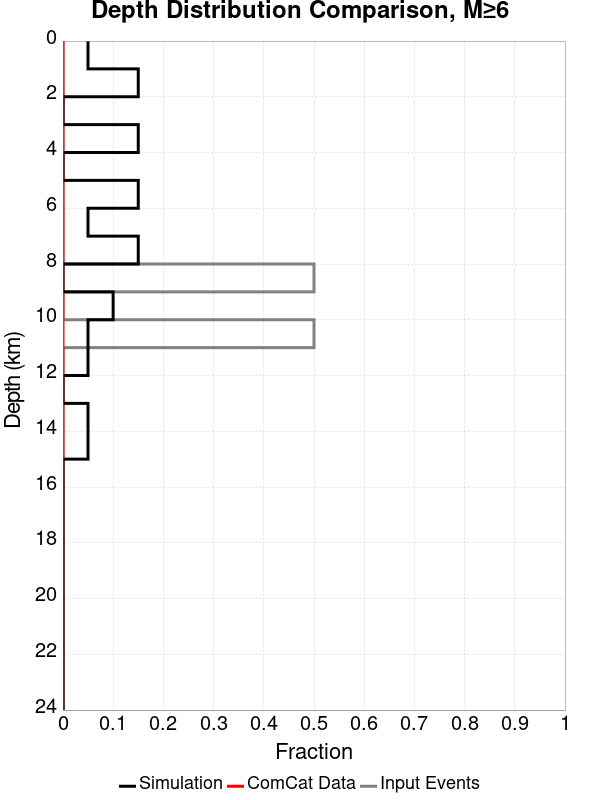 Depth Distribution Comparison, M≥6
0
2
4
6
8
10
12
14
16
18
20
22
24
Depth (km)
0 0.1 0.2 0.3 0.4 0.5 0.6 0.7 0.8 0.9 1
Fraction
Simulation ComCat Data Input Events